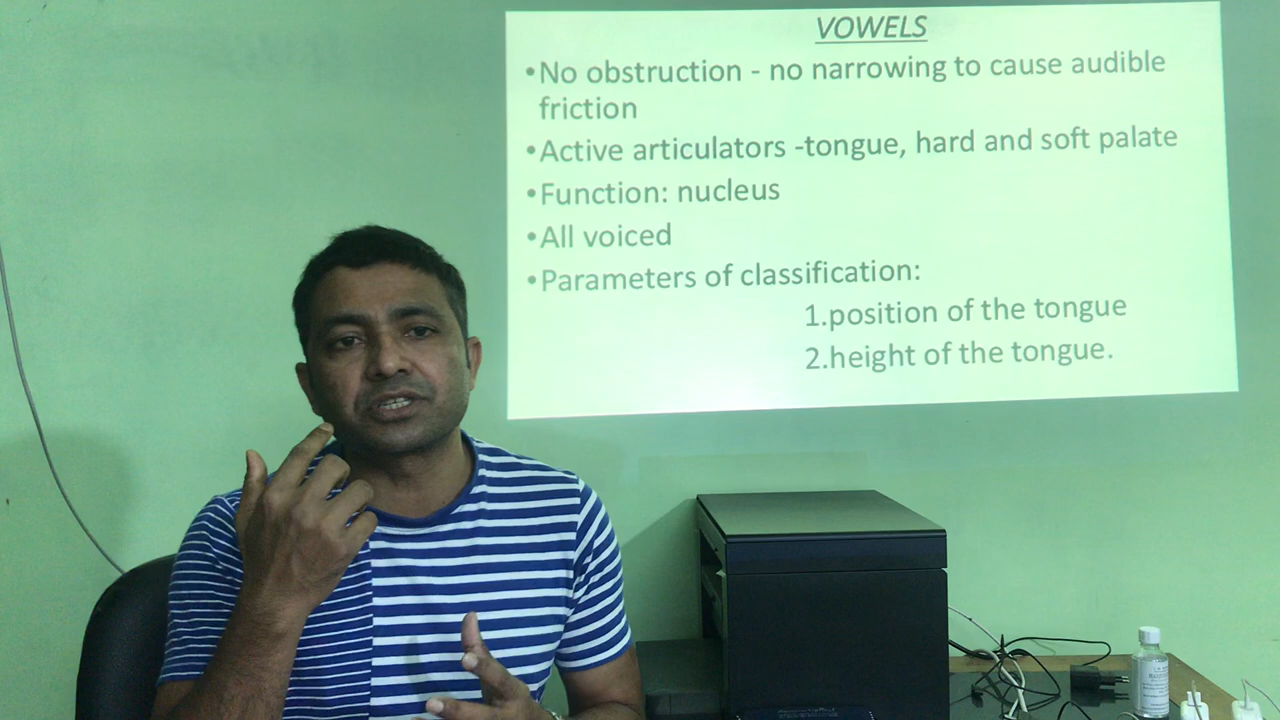 VOWELS
•No obstruction - no narrowing to cause audible
friction
•Active articulators -tongue, hard and soft palate
•Function: nucleus
•All voiced
•Parameters of classification:
1.position of the tongue
2.height of the tongue.